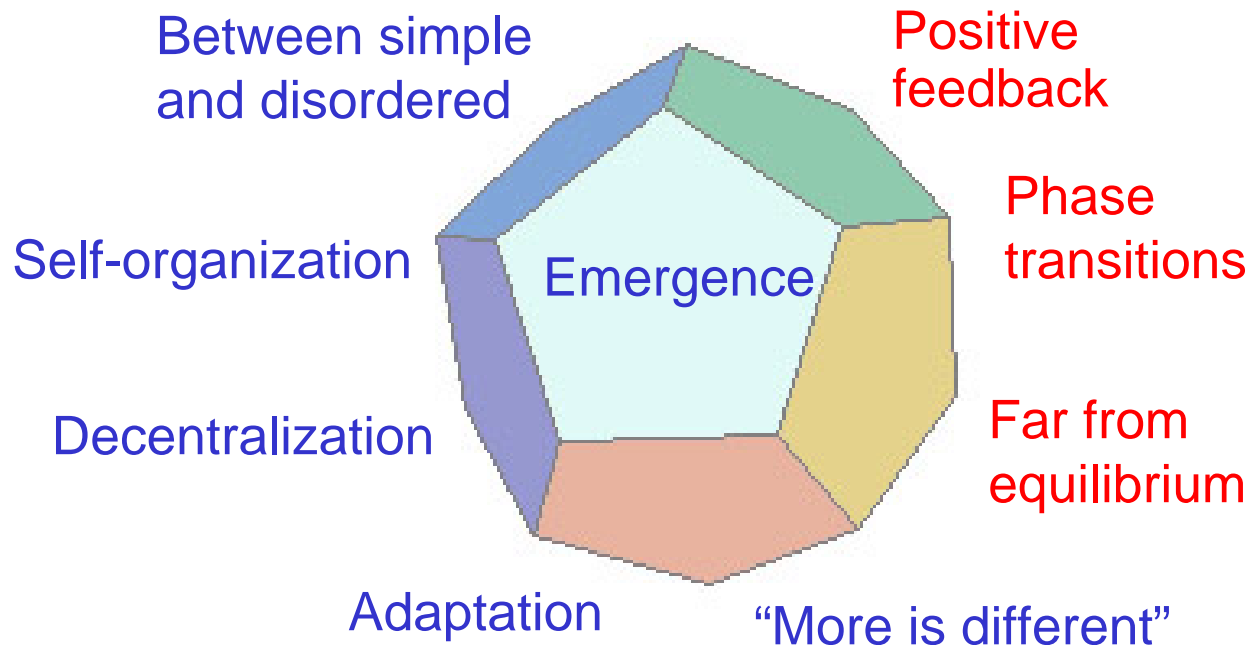 Between simple
and disordered
Positive
feedback
Phase
transitions
Self-organization
Emergence
Decentralization
Far from
equilibrium
Adaptation
“More is different”